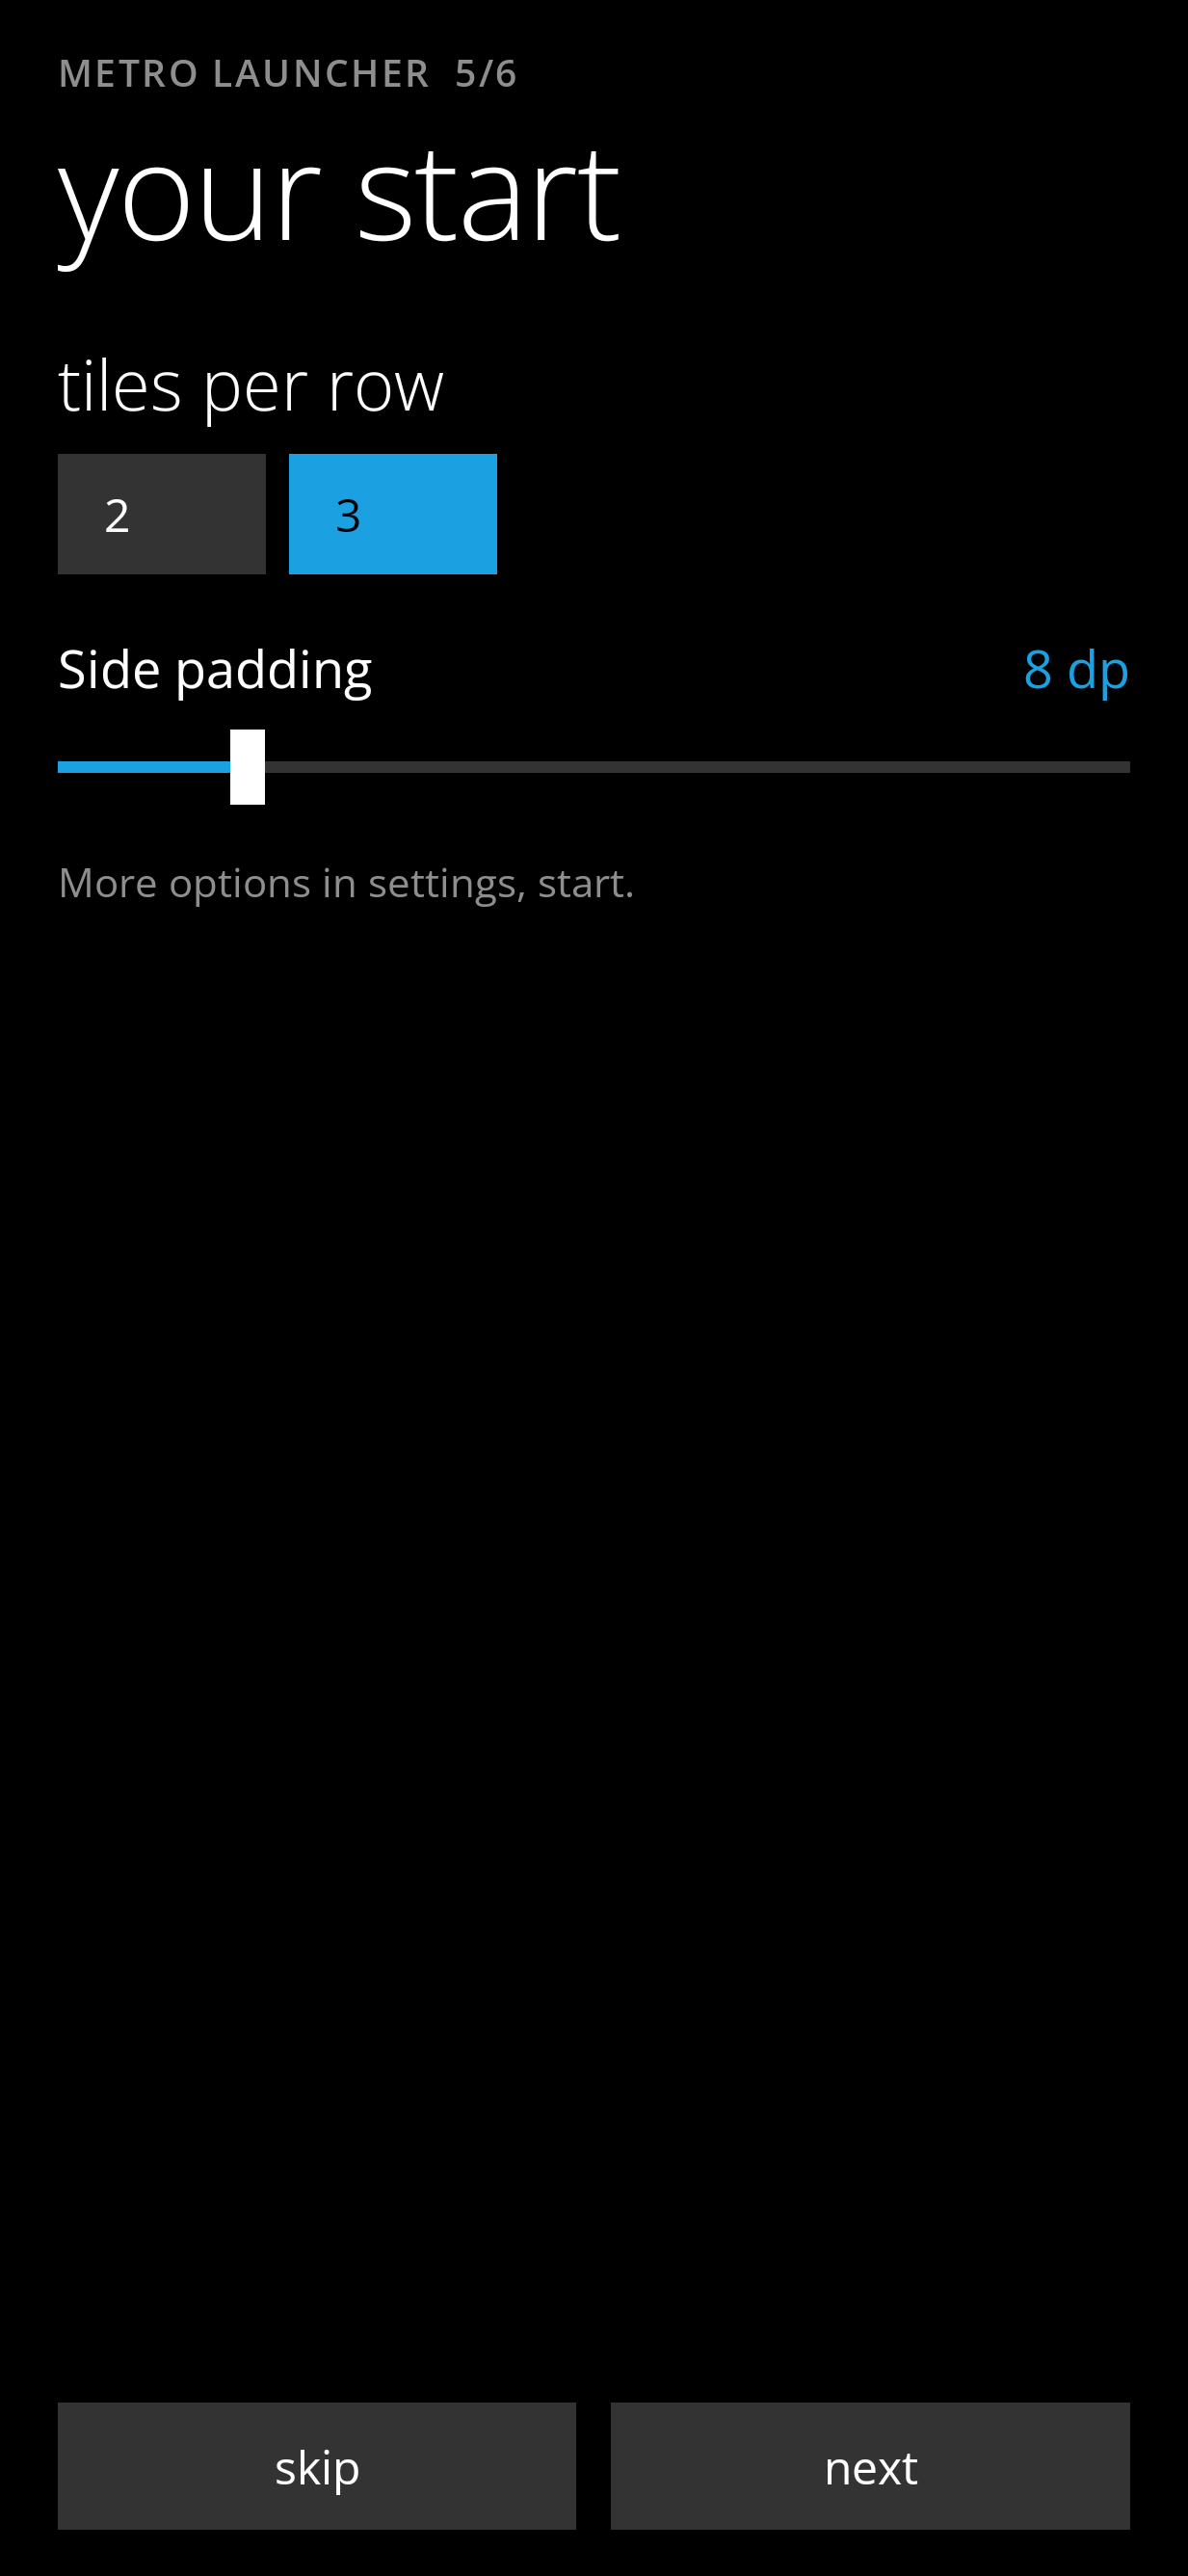 METRO LAUNCHER 5/6
your start
tiles per row
2 3
Side padding 8 dp
More options in settings, start.
skip next